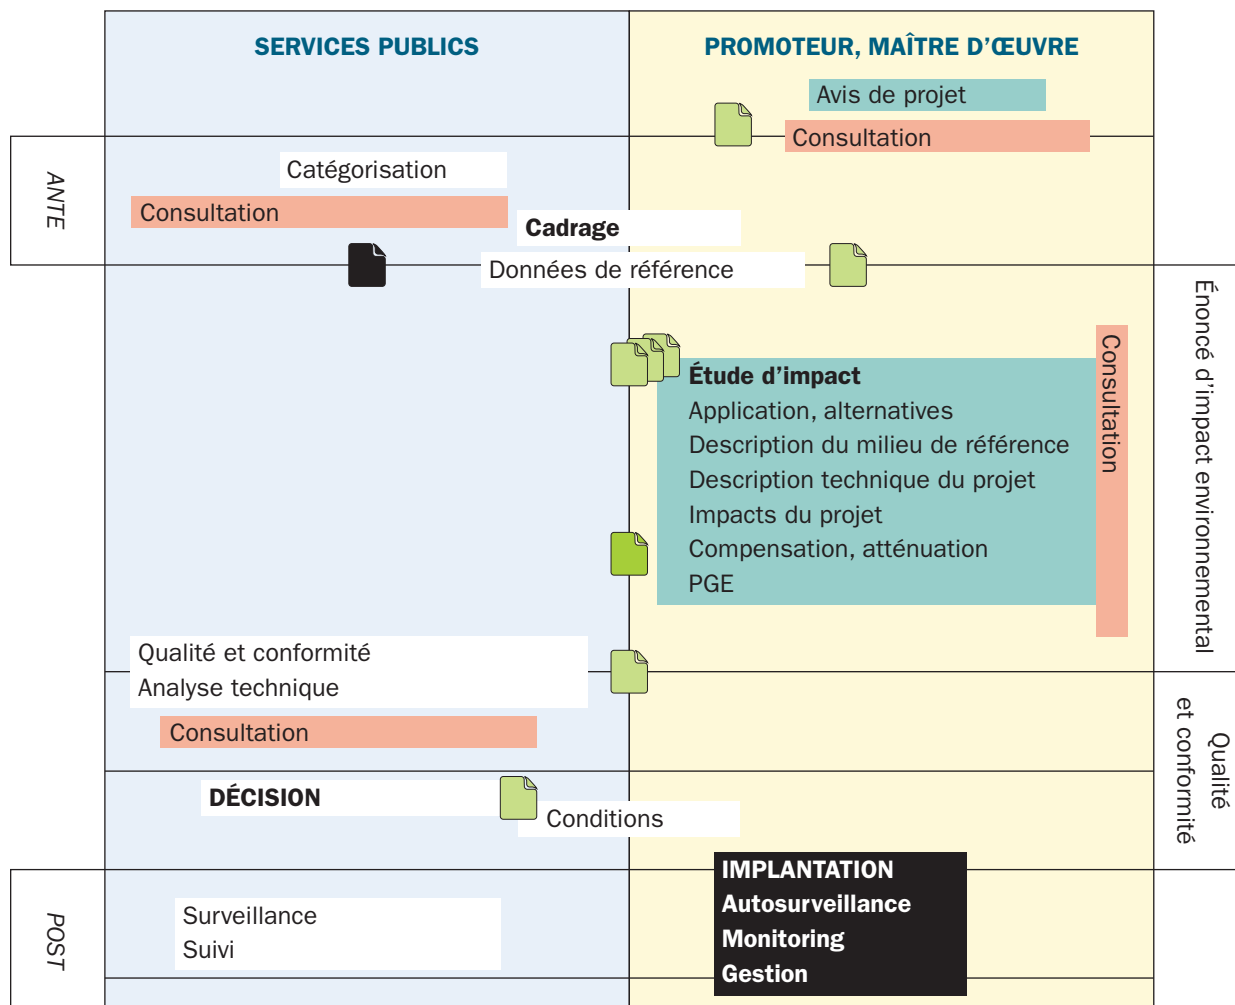 SERVICES PUBLICS
PROMOTEUR, MAÎTRE D’ŒUVRE
Avis de projet
Consultation
ANTE
Catégorisation
Consultation
Cadrage
Données de référence
Énoncé d’impact environnemental
Consultation
Étude d’impact
Application, alternatives
Description du milieu de référence
Description technique du projet
Impacts du projet
Compensation, atténuation
PGE
Qualité et conformité
Analyse technique
Consultation
Qualité
et conformité
DÉCISION
Conditions
POST
Surveillance
Suivi
IMPLANTATION
Autosurveillance
Monitoring
Gestion